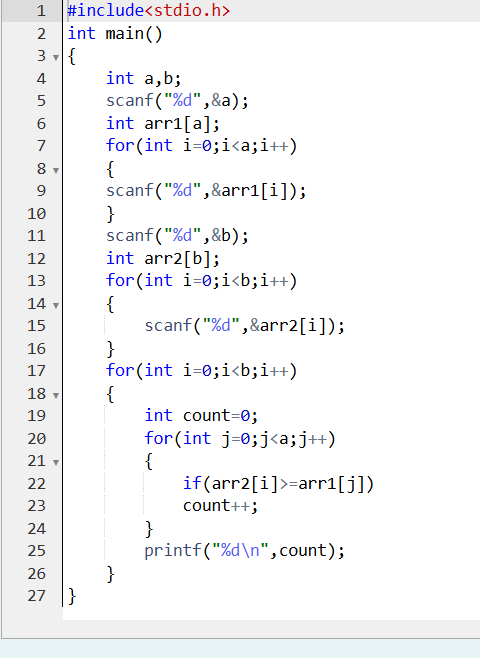 1 #include<stdio.h>
2 int main()
3 {
4 int a,b;
5 scanf("%d",&a);
6 int arr1[a];
7 for(int i=0;i<a;i++)
8 {
9 scanf("%d",&arr1[i]);
10 }
11 scanf("%d",&b);
12 int arr2[b];
13 for(int i=0;i<b;i++)
14 {
15 scanf("%d",&arr2[i]);
16 }
17 for(int i=0;i<b;i++)
18 {
19 int count=0;
20 for(int j=0;j<a;j++)
21 {
22 if(arr2[i]>=arr1[j])
23 count++;
24 }
25 printf("%d\n",count);
26 }
27 }